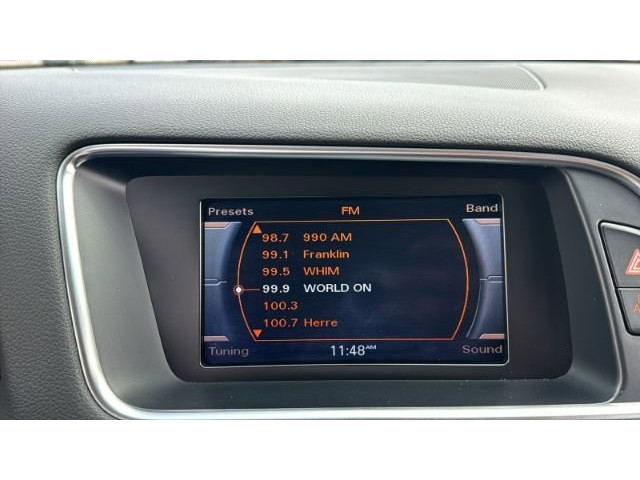 Presets FM Band
98.7 990 AM
99.1 Franklin
99.5 WHIM
99.9 WORLD ON
100.3
100.7 Herre
Tuning 11:48 AM Sound